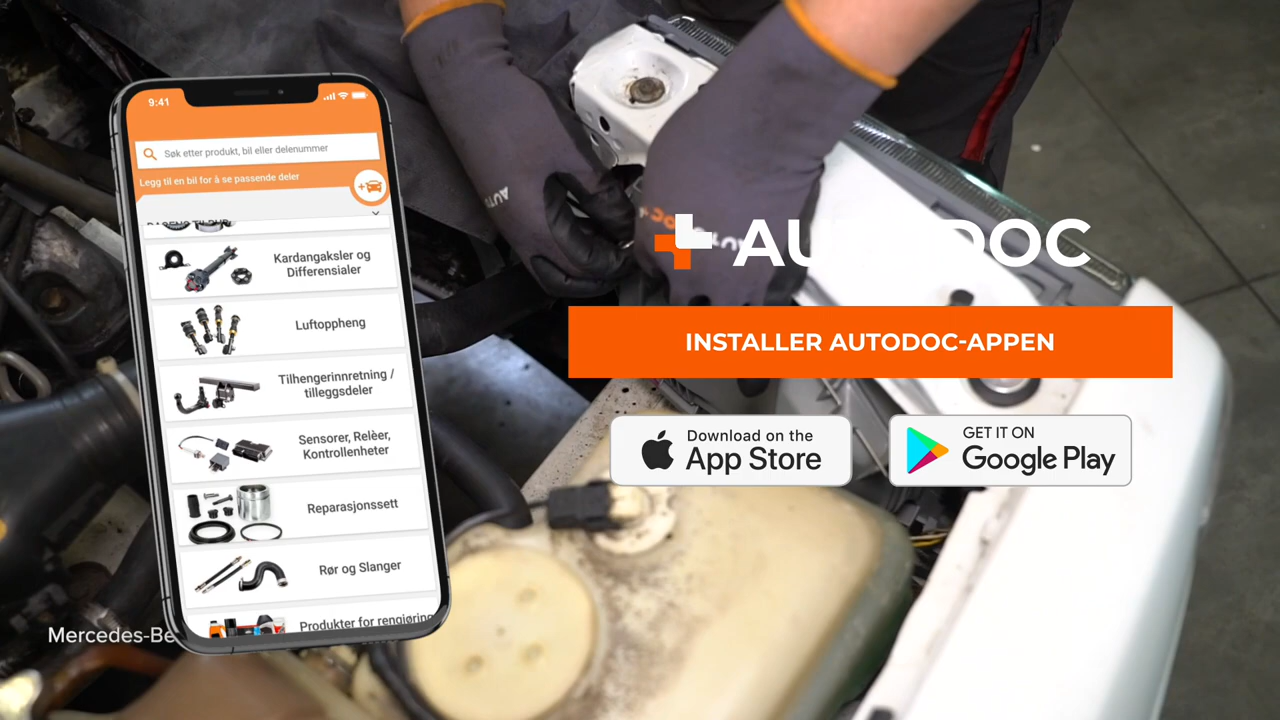 9:41
Søk etter produkt, bil eller delenummer
Legg til en bil for å se passende deler
Kardangaksler og
Differensialer
Luftoppheng
Tilhengerinnretning /
tilleggsdeler
Sensorer, Relèer,
Kontrollenheter
Reparasjonssett
Rør og Slanger
Produkter for rengjøring
Mercedes-Be
AUTODOC
INSTALLER AUTODOC-APPEN
Download on the
App Store
GET IT ON
Google Play